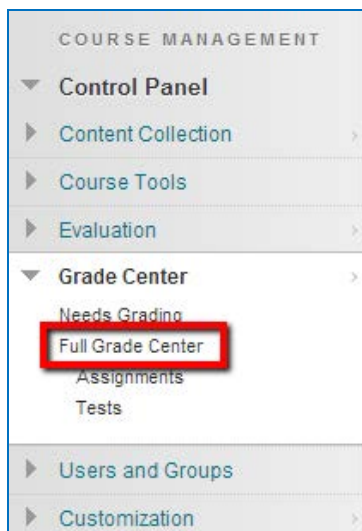 COURSE MANAGEMENT
Control Panel
Content Collection
Course Tools
Evaluation
Grade Center
Needs Grading
Full Grade Center
Assignments
Tests
Users and Groups
Customization